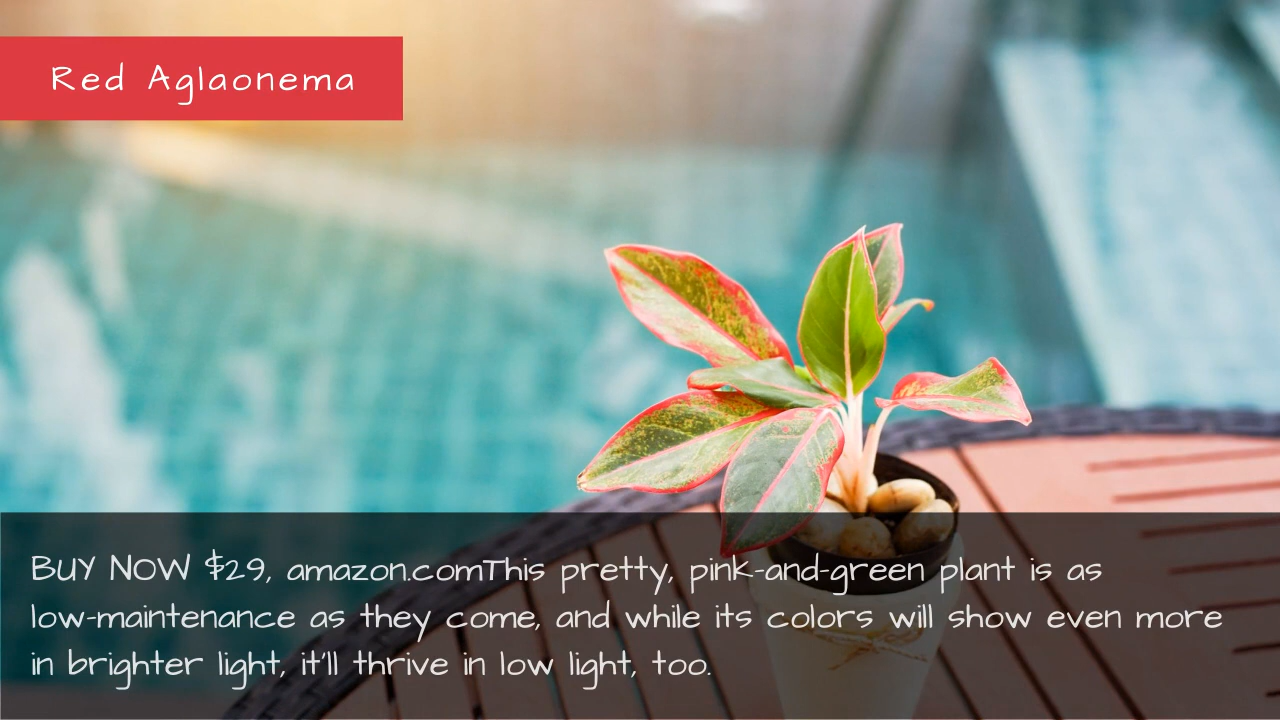 Red Aglaonema
BUY NOW $29, amazon.comThis pretty, pink-and-green plant is as
low-maintenance as they come, and while its colors will show even more
in brighter light, it'll thrive in low light, too.